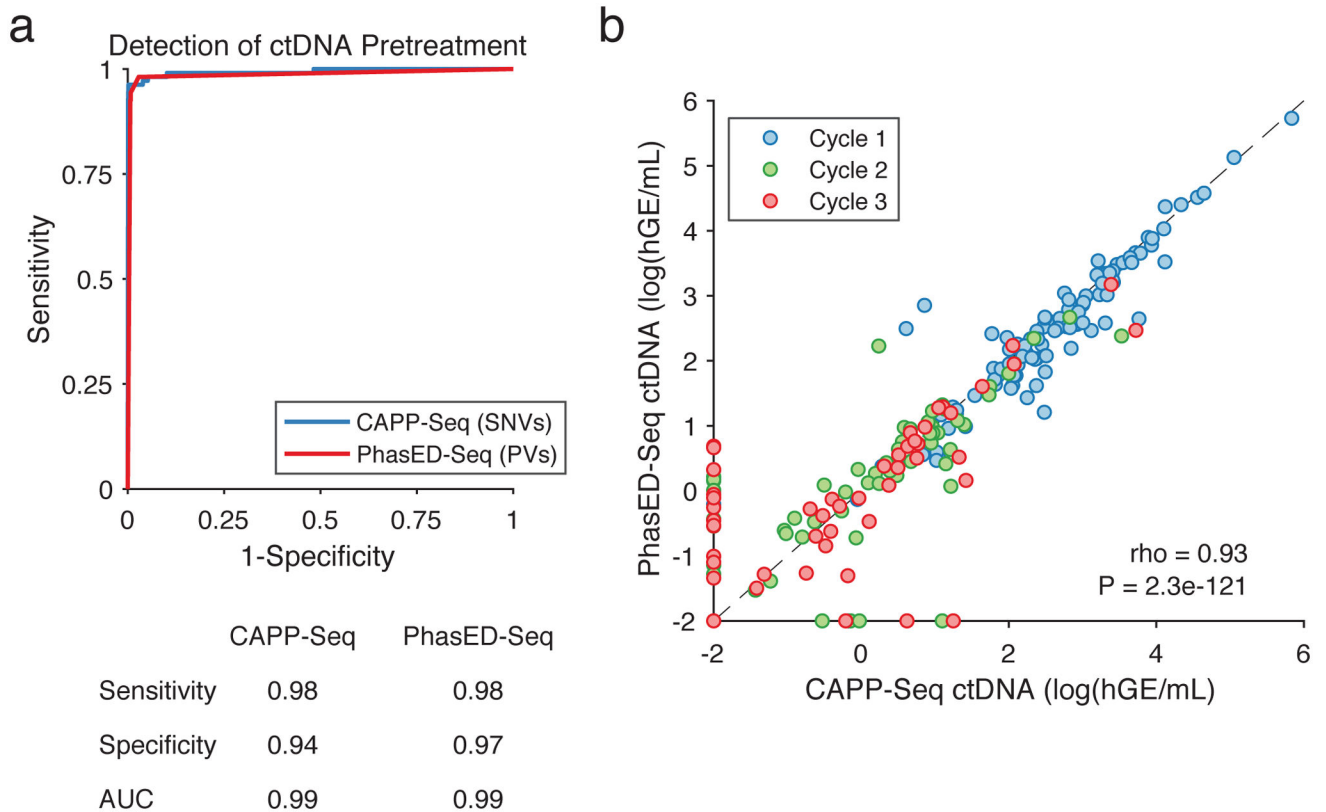 a
Detection of ctDNA Pretreatment
1
0.75
0.5
0.25
0
Sensitivity
CAPP-Seq (SNVs)
PhasED-Seq (PVs)
0 0.25 0.5 0.75 1
1-Specificity
CAPP-Seq PhasED-Seq
Sensitivity 0.98 0.98
Specificity 0.94 0.97
AUC 0.99 0.99
b
6
5
4
3
2
1
0
-1
-2
PhasED-Seq ctDNA (log(hGE/mL)
Cycle 1
Cycle 2
Cycle 3
rho = 0.93
P = 2.3e-121
-2 0 2 4 6
CAPP-Seq ctDNA (log(hGE/mL)